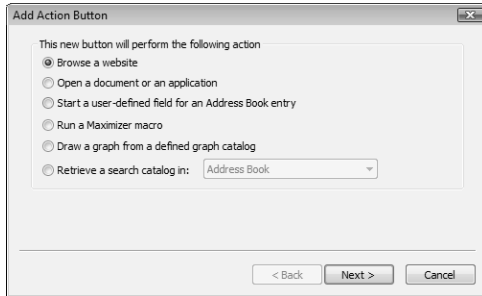 Add Action Button
This new button will perform the following action
Browse a website
Open a document or an application
Start a user-defined field for an Address Book entry
Run a Maximizer macro
Draw a graph from a defined graph catalog
Retrieve a search catalog in: Address Book
< Back Next > Cancel